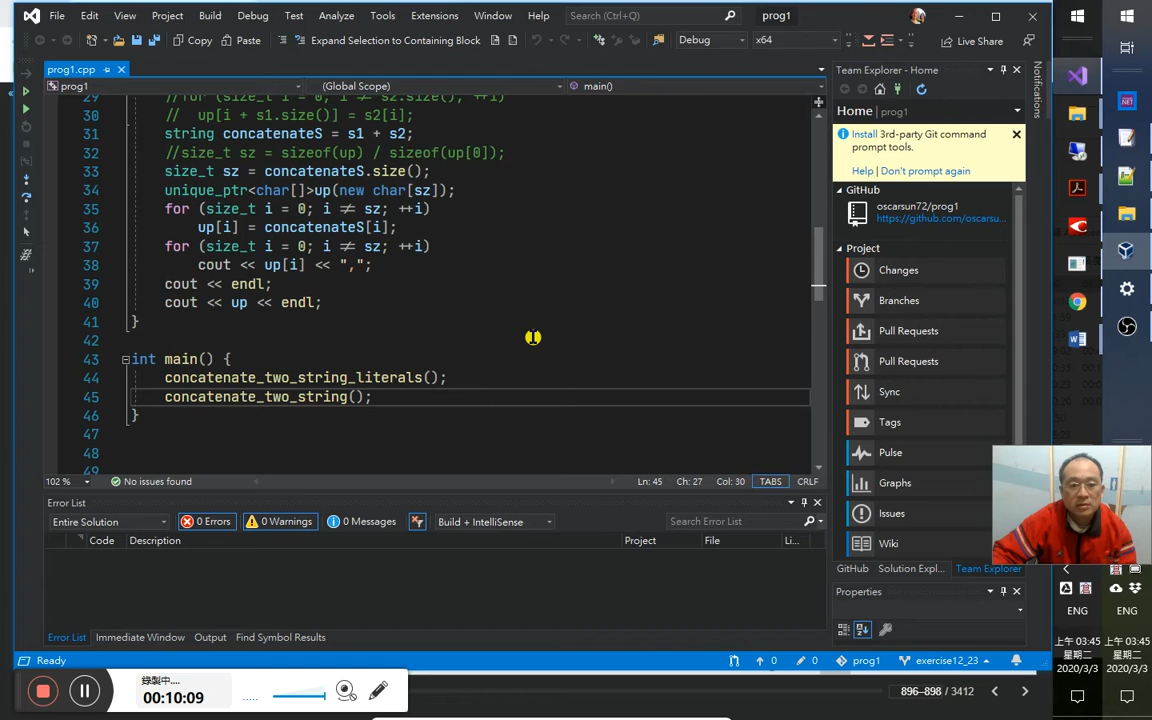 File Edit View Project Build Debug Test Analyze Tools Extensions Window Help Search (Ctrl+Q) prog1
Copy Paste Expand Selection to Containing Block Debug x64 Live Share
prog1.cpp
prog1 (Global Scope) main()
29 //for (size_t i = 0; i != s2.size(); ++i)
30 // up[i + s1.size()] = s2[i];
31 string concatenateS = s1 + s2;
32 //size_t sz = sizeof(up) / sizeof(up[0]);
33 size_t sz = concatenateS.size();
34 unique_ptr<char[]>up(new char[sz]);
35 for (size_t i = 0; i != sz; ++i)
36 up[i] = concatenateS[i];
37 for (size_t i = 0; i != sz; ++i)
38 cout << up[i] << ",";
39 cout << endl;
40 cout << up << endl;
41 }
42
43 int main() {
44 concatenate_two_string_literals();
45 concatenate_two_string();
46 }
47
48
49
102 % No issues found Ln: 45 Ch: 27 Col: 30 TABS CRLF
Error List
Entire Solution 0 Errors 0 Warnings 0 Messages Build + IntelliSense Search Error List
Code Description Project File Li...
Error List Immediate Window Output Find Symbol Results
Team Explorer - Home
Home prog1
Install 3rd-party Git command
prompt tools.
Help Don't prompt again
GitHub
oscarsun72/prog1
https://github.com/oscarsu...
Project
Changes
Branches
Pull Requests
Pull Requests
Sync
Tags
Pulse
Graphs
Issues
Wiki
GitHub Solution Expl... Team Explorer
Properties
Notifications
Ready 0 0 prog1 exercise12_23
錄製中....
00:10:09
896–898 / 3412
ENG ENG
上午 03:45 上午 03:45
星期二 星期二
2020/3/3 2020/3/3